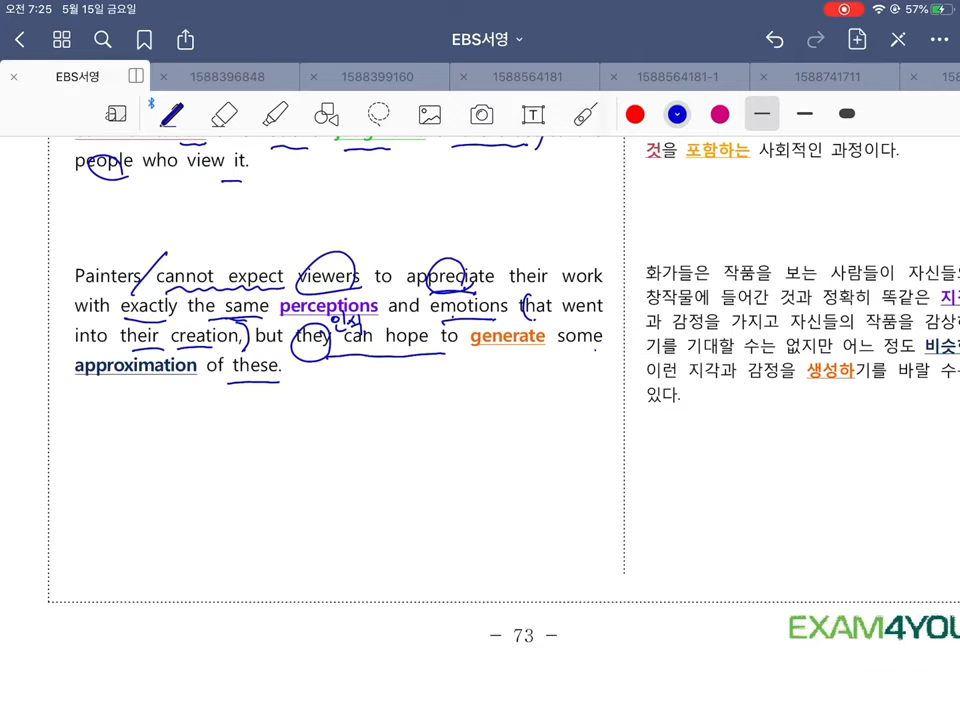 오전 7:25 5월 15일 금요일
57%
EBS서영
EBS서영
1588396848
1588399160
1588564181
1588564181-1
1588741711
people who view it.
것을 포함하는 사회적인 과정이다.
Painters cannot expect viewers to appreciate their work
with exactly the same perceptions and emotions that went
인식
into their creation, but they can hope to generate some
approximation of these.
화가들은 작품을 보는 사람들이 자신들의
창작물에 들어간 것과 정확히 똑같은
과 감정을 가지고 자신들의 작품을 감상하
기를 기대할 수는 없지만 어느 정도
이런 지각과 감정을 생성하기를 바랄 수
있다.
- 73 -
EXAM4YOU